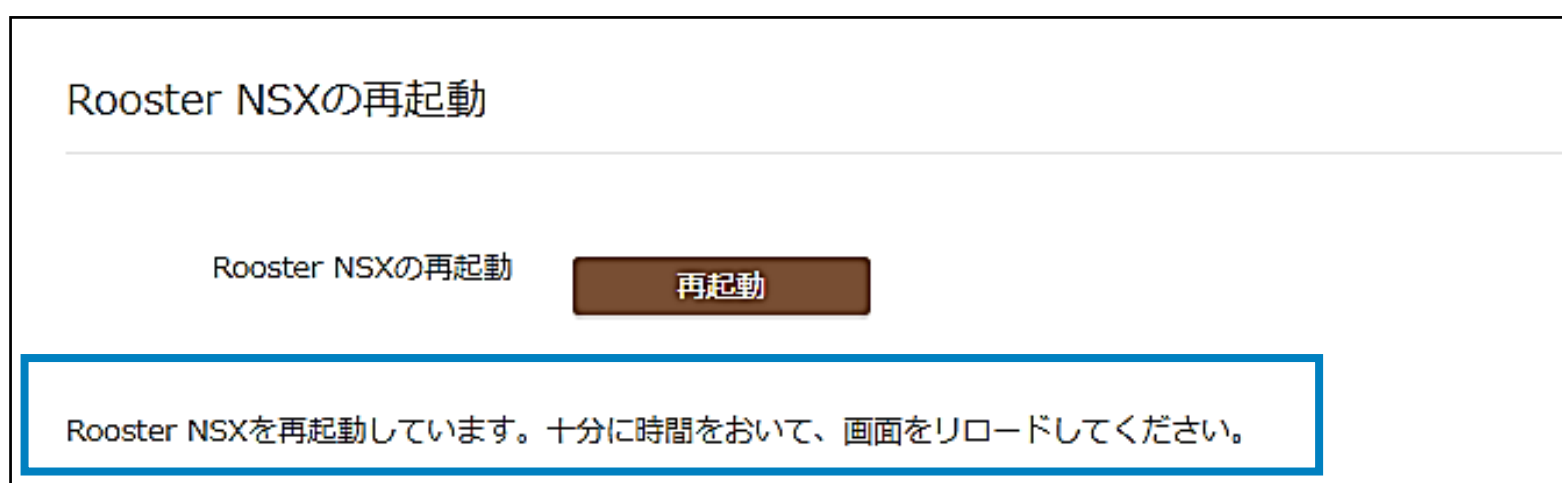 Rooster NSXの再起動
Rooster NSXの再起動
再起動
Rooster NSXを再起動しています。十分に時間をおいて、画面をリロードしてください。